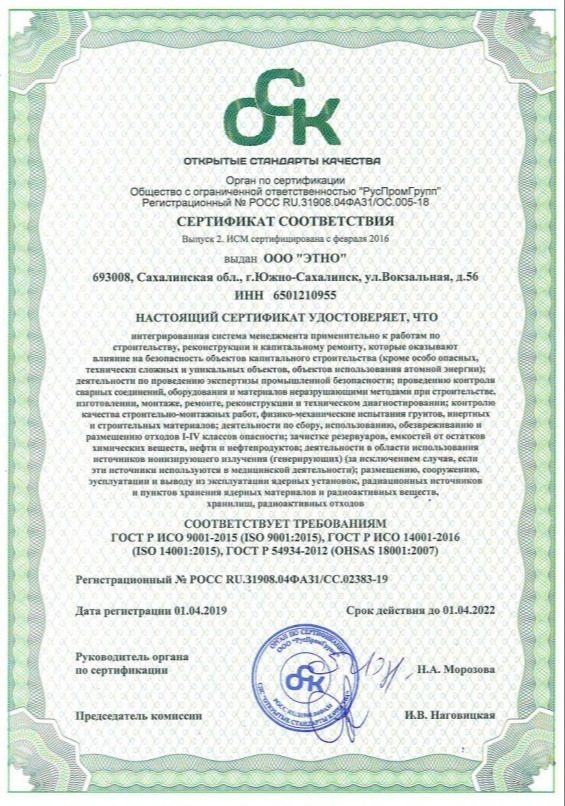 ОСК
ОТКРЫТЫЕ СТАНДАРТЫ КАЧЕСТВА
Орган по сертификации
Общество с ограниченной ответственностью "РусПромГрупп"
Регистрационный № РОСС RU.31908.04ФАЗ1/ОС.005-18
СЕРТИФИКАТ СООТВЕТСТВИЯ
Выпуск 2. ИСМ сертифицирована с февраля 2016
выдан ООО "ЭТНО"
693008, Сахалинская обл., г.Южно-Сахалинск, ул.Вокзальная, д.56
ИНН 6501210955
НАСТОЯЩИЙ СЕРТИФИКАТ УДОСТОВЕРЯЕТ, ЧТО
интегрированная система менеджмента применительно к работам по
строительству, реконструкции и капитальному ремонту, которые оказывают
влияние на безопасность объектов капитального строительства (кроме особо опасных,
технически сложных и уникальных объектов, объектов использования атомной энергии);
деятельности по проведению экспертизы промышленной безопасности; проведению контроля
сварных соединений, оборудования и материалов неразрушающими методами при строительстве,
изготовлении, монтаже, ремонте, реконструкции и техническом диагностировании; контролю
качества строительно-монтажных работ, физико-механические испытания грунтов, инертных
и строительных материалов; деятельности по сбору, использованию, обезвреживанию и
размещению отходов I-IV классов опасности; зачистке резервуаров, емкостей от остатков
химических веществ, нефти и нефтепродуктов; деятельности в области использования
источников ионизирующего излучения (генерирующих) (за исключением случая, если
эти источники используются в медицинской деятельности); размещению, сооружению,
эусплуатации и выводу из эксплуатации ядерных установок, радиационных источников
и пунктов хранения ядерных материалов и радиоактивных веществ,
хранилищ, радиоактивных отходов
СООТВЕТСТВУЕТ ТРЕБОВАНИЯМ
ГОСТ Р ИСО 9001-2015 (ISO 9001:2015), ГОСТ Р ИСО 14001-2016
(ISO 14001:2015), ГОСТ Р 54934-2012 (OHSAS 18001:2007)
Регистрационный № РОСС RU.31908.04ФАЗ1/СС.02383-19
Дата регистрации 01.04.2019 Срок действия до 01.04.2022
Руководитель органа
по сертификации Н.А. Морозова
Председатель комиссии И.В. Наговицкая
ОРГАН ПО СЕРТИФИКАЦИИ
ООО "РусПромГрупп"
ОСК